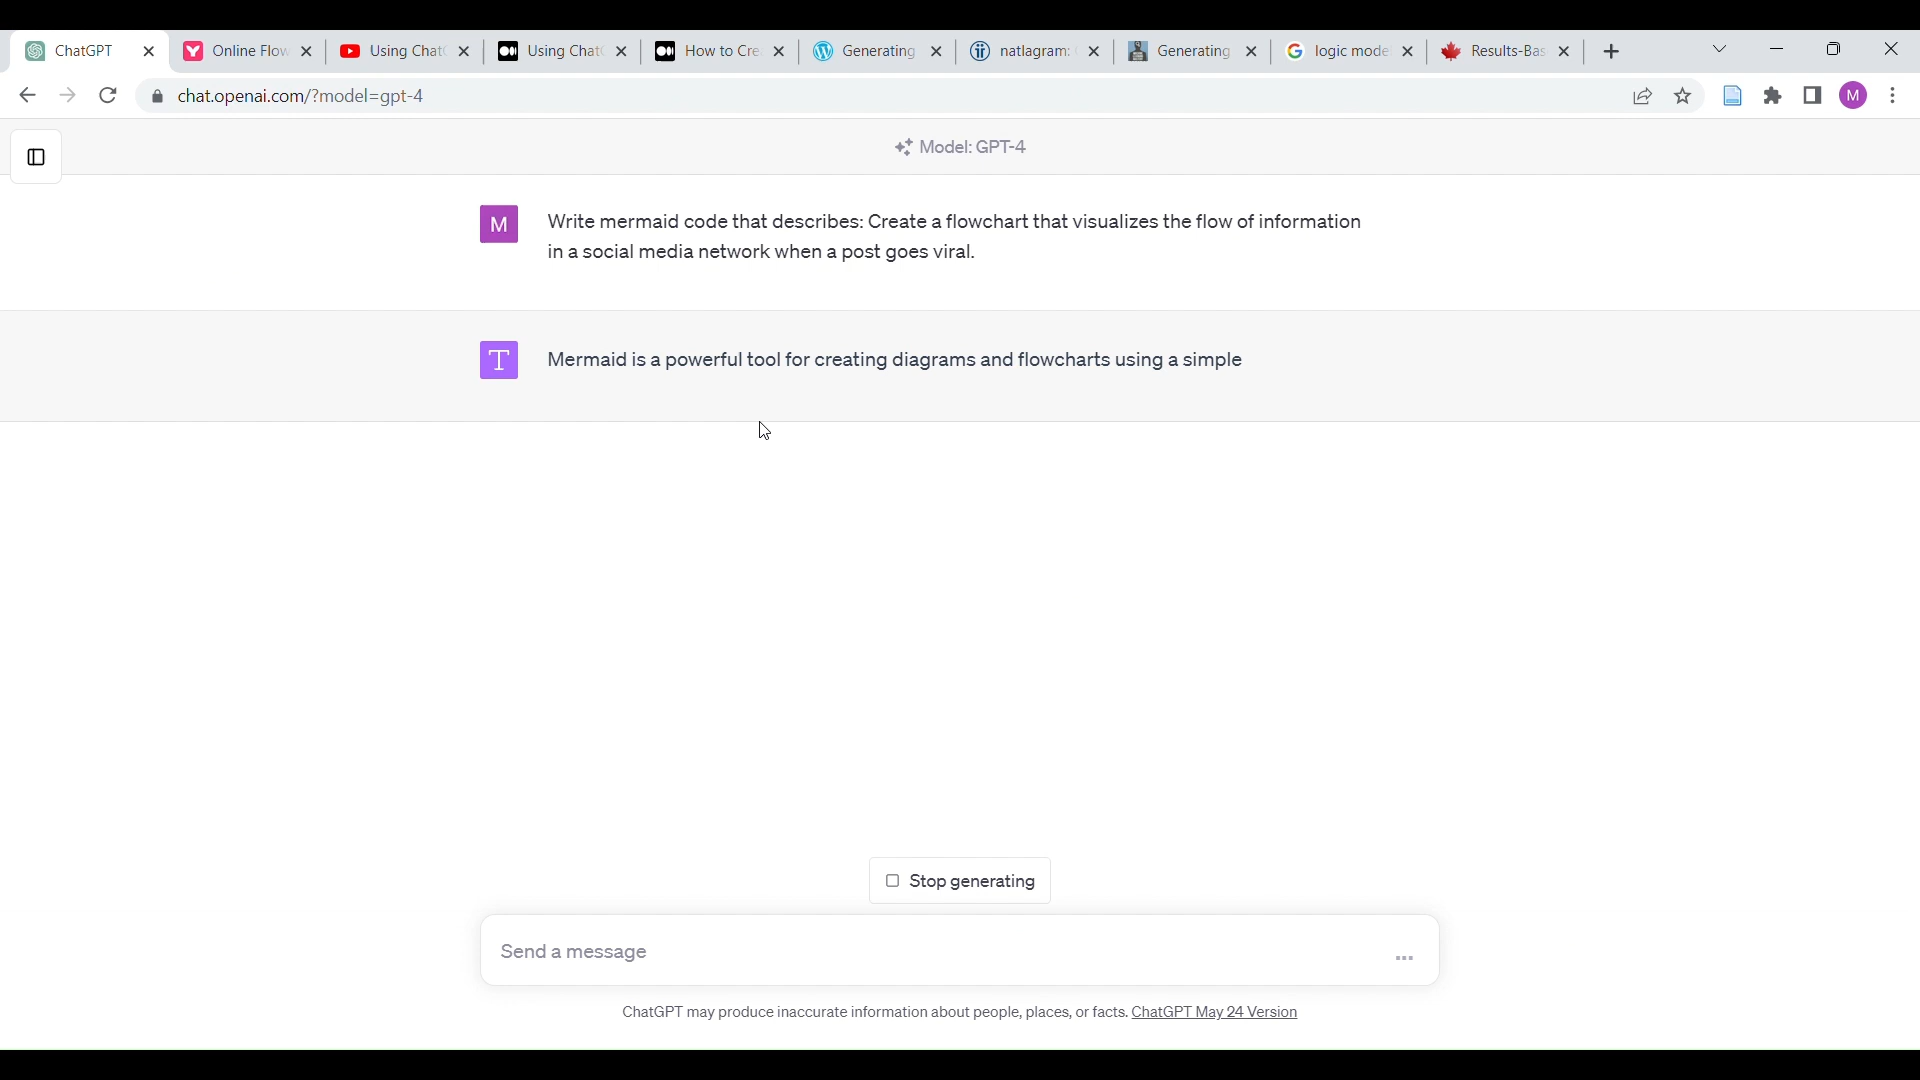 ChatGPT
Online Flow
Using Chat
Using Chat
How to Cre
Generating
natlagram:
Generating
logic mode
Results-Bas
chat.openai.com/?model=gpt-4
M
Model: GPT-4
M
Write mermaid code that describes: Create a flowchart that visualizes the flow of information
in a social media network when a post goes viral.
T
Mermaid is a powerful tool for creating diagrams and flowcharts using a simple
Stop generating
Send a message
ChatGPT may produce inaccurate information about people, places, or facts. ChatGPT May 24 Version